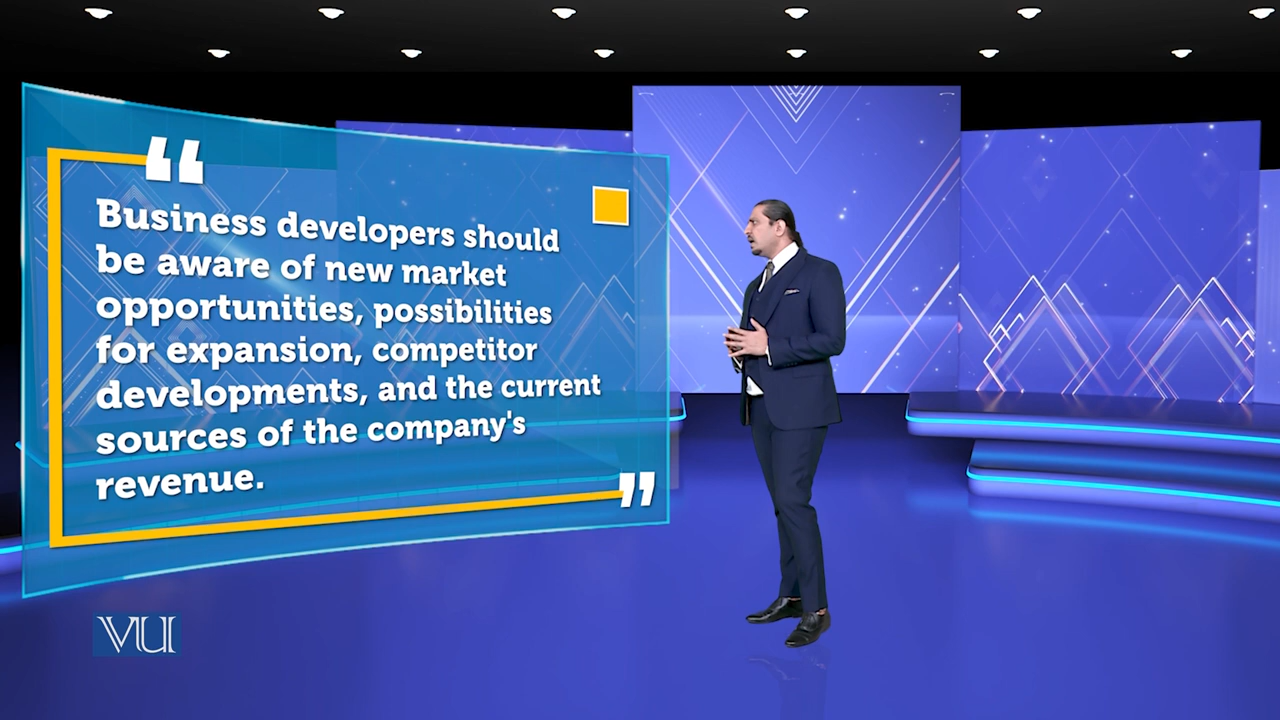 “
Business developers should
be aware of new market
opportunities, possibilities
for expansion, competitor
developments, and the current
sources of the company's
revenue.
”
VU